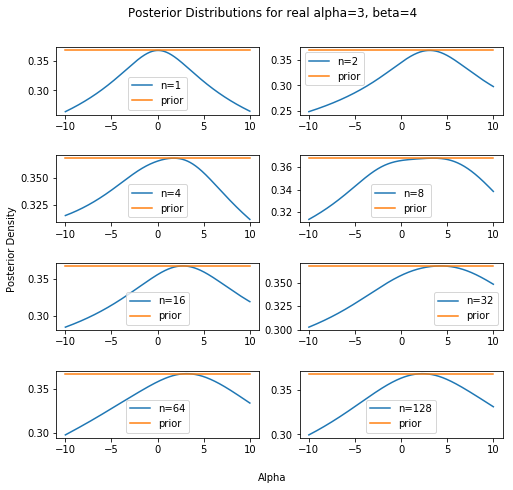 Posterior Distributions for real alpha=3, beta=4
0.35
0.30
−10 −5 0 5 10
n=1
prior
0.35
0.30
0.25
−10 −5 0 5 10
n=2
prior
0.350
0.325
−10 −5 0 5 10
n=4
prior
0.36
0.34
0.32
−10 −5 0 5 10
n=8
prior
Posterior Density
0.35
0.30
−10 −5 0 5 10
n=16
prior
0.350
0.325
0.300
−10 −5 0 5 10
n=32
prior
0.35
0.30
−10 −5 0 5 10
n=64
prior
0.35
0.30
−10 −5 0 5 10
n=128
prior
Alpha